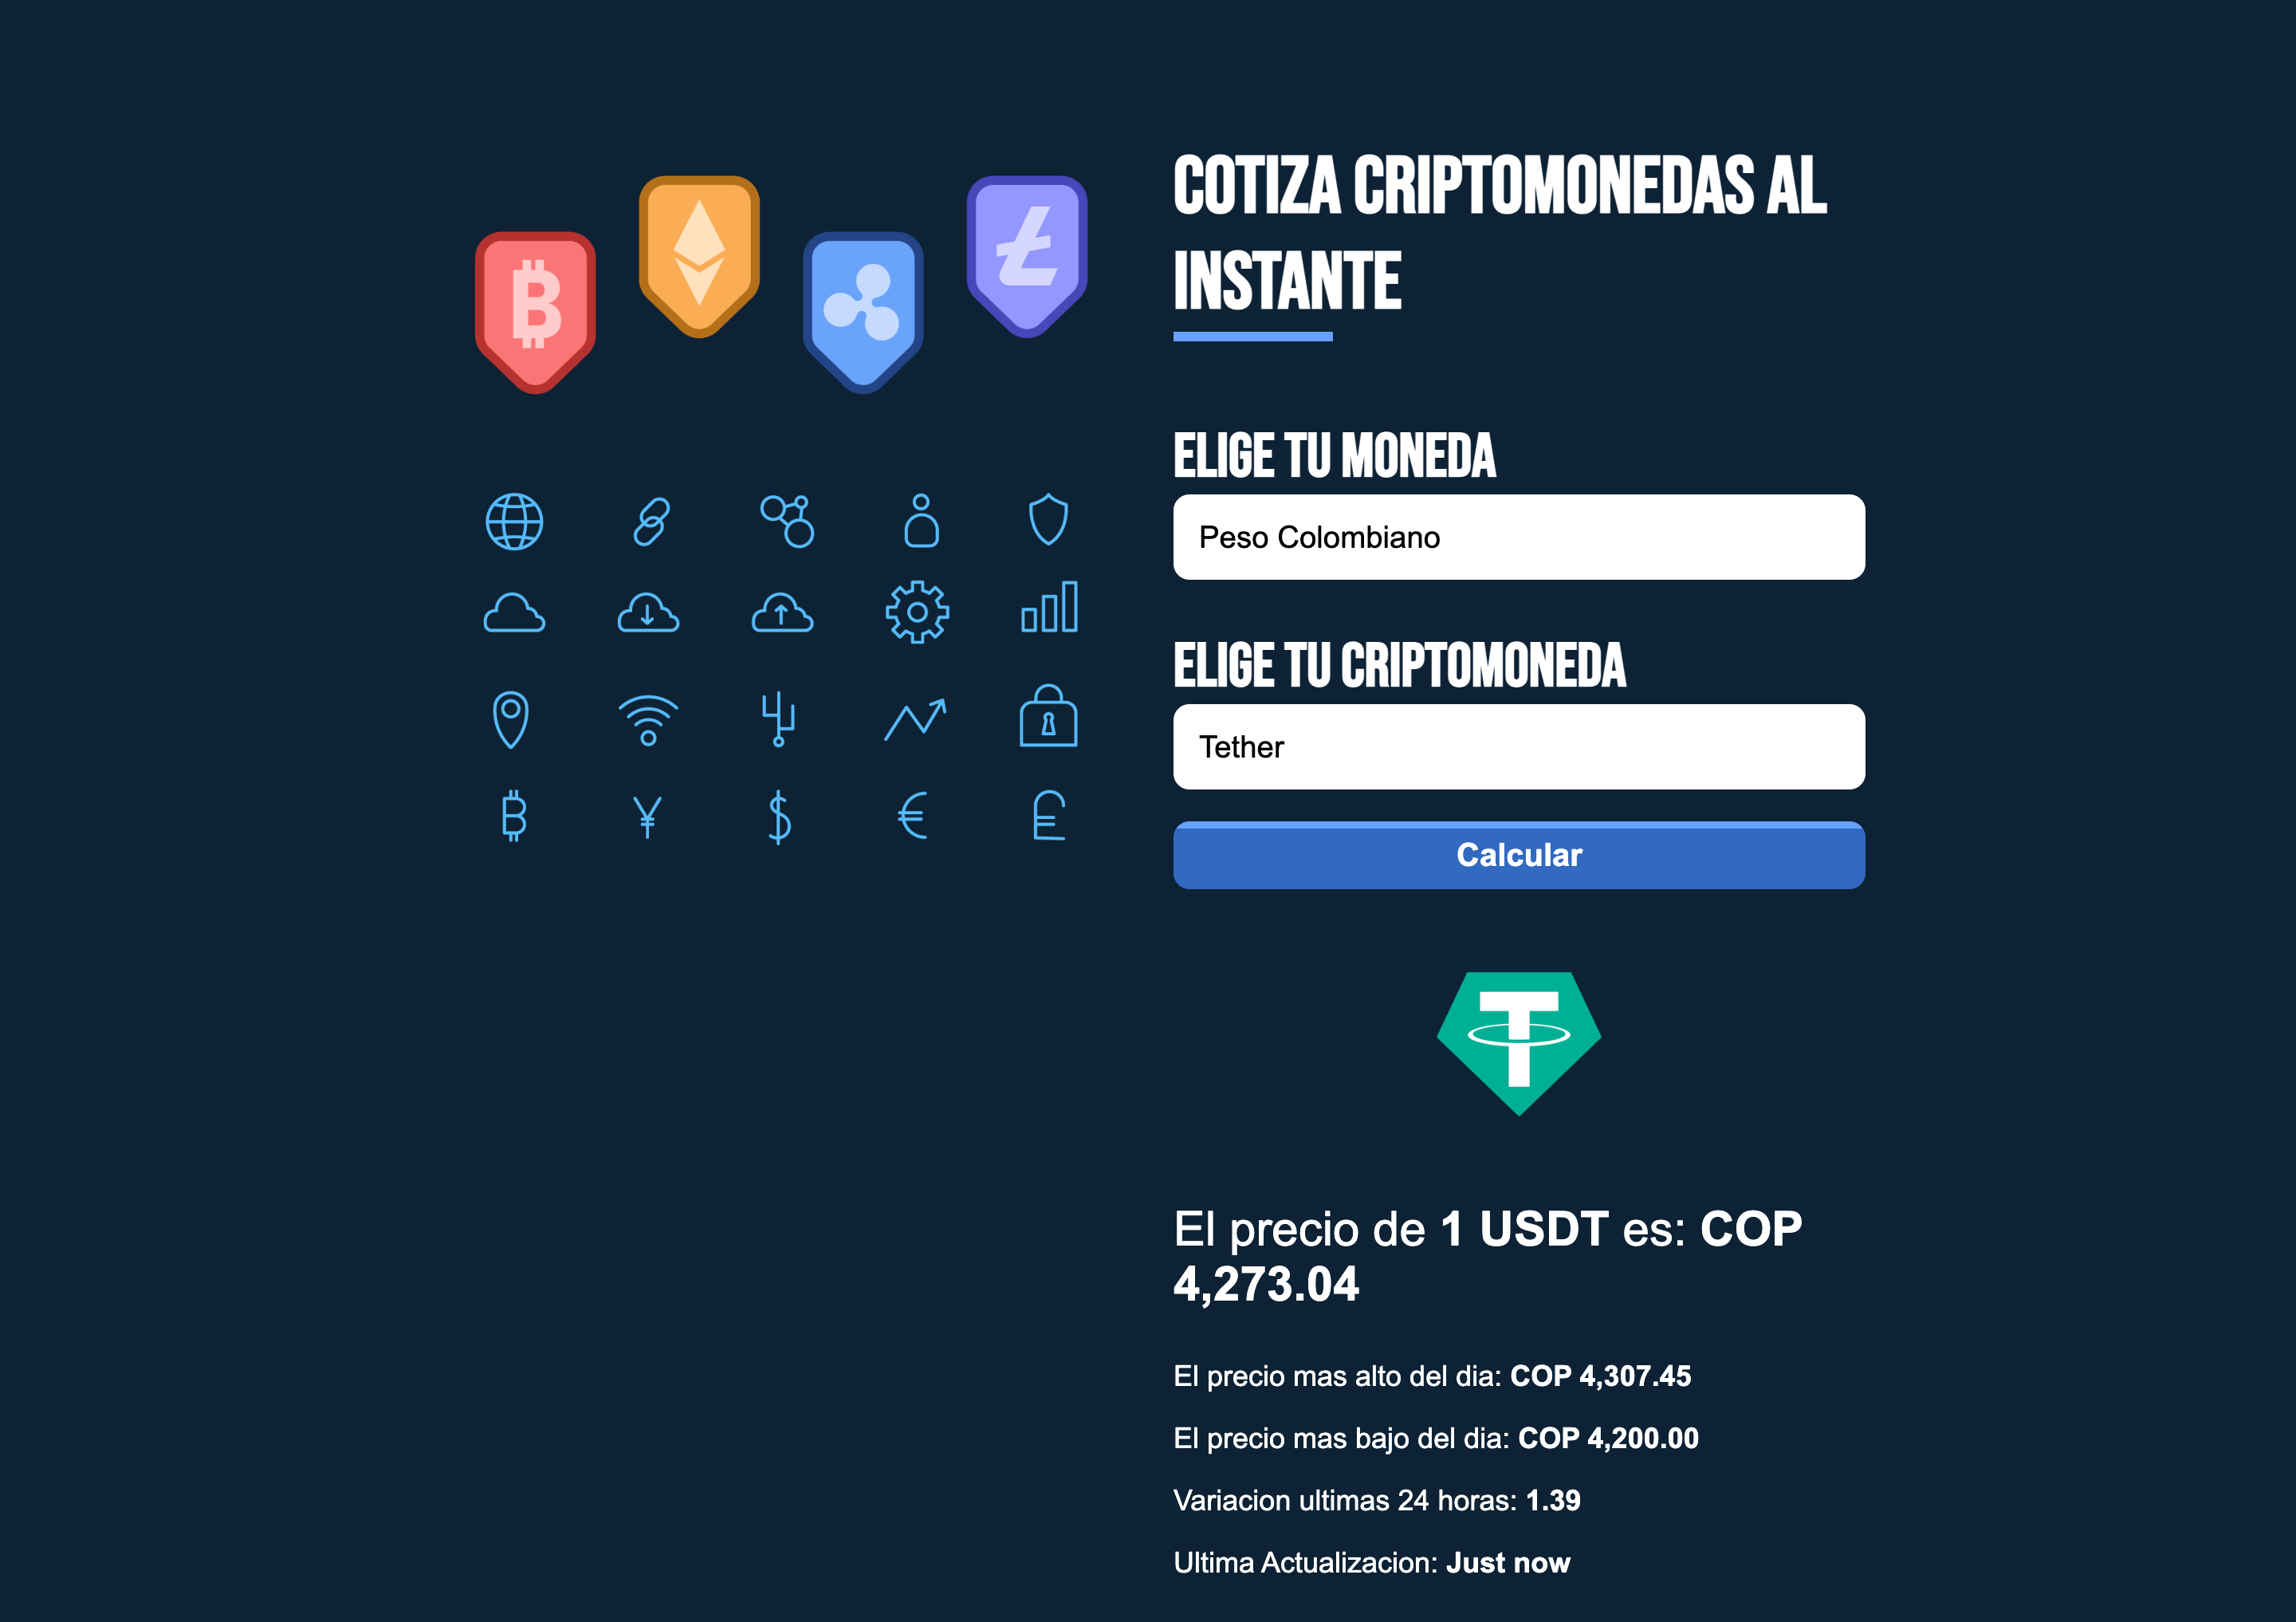 COTIZA CRIPTOMONEDAS AL
INSTANTE
ELIGE TU MONEDA
Peso Colombiano
ELIGE TU CRIPTOMONEDA
Tether
Calcular
El precio de 1 USDT es: COP
4,273.04
El precio mas alto del dia: COP 4,307.45
El precio mas bajo del dia: COP 4,200.00
Variacion ultimas 24 horas: 1.39
Ultima Actualizacion: Just now